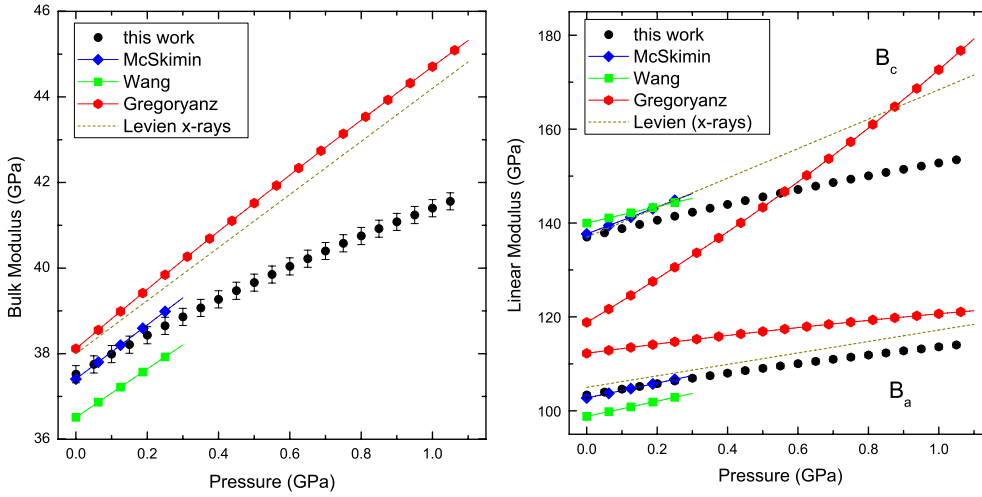 46
44
42
40
38
36
Bulk Modulus (GPa)
this work
McSkimin
Wang
Gregoryanz
Levien x-rays
0.0 0.2 0.4 0.6 0.8 1.0
Pressure (GPa)
180
160
140
120
100
Linear Modulus (GPa)
this work
McSkimin
Wang
Gregoryanz
Levien (x-rays)
Bc
Ba
0.0 0.2 0.4 0.6 0.8 1.0
Pressure (GPa)